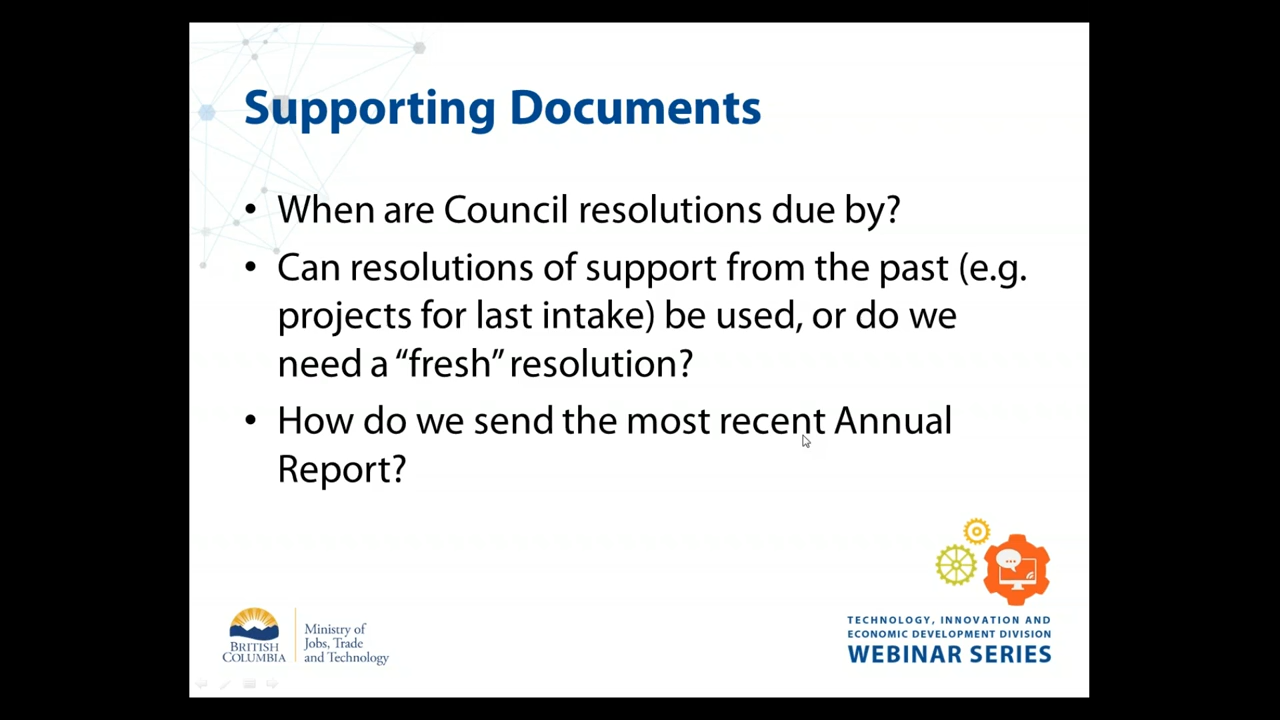 Supporting Documents
• When are Council resolutions due by?
• Can resolutions of support from the past (e.g.
projects for last intake) be used, or do we
need a “fresh” resolution?
• How do we send the most recent Annual
Report?
BRITISH
COLUMBIA
Ministry of
Jobs, Trade
and Technology
TECHNOLOGY, INNOVATION AND
ECONOMIC DEVELOPMENT DIVISION
WEBINAR SERIES